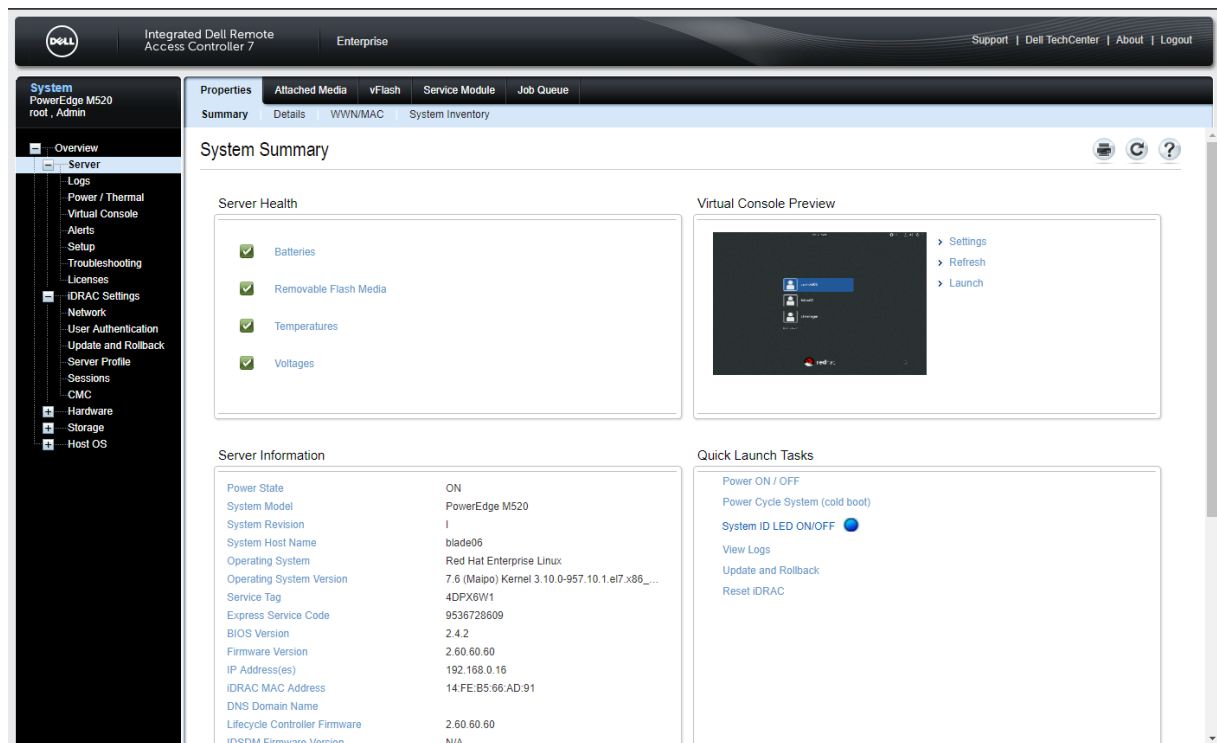 DELL
Integrated Dell Remote
Access Controller 7
Enterprise
Support | Dell TechCenter | About | Logout
System
PowerEdge M520
root , Admin
Properties Attached Media vFlash Service Module Job Queue
Summary Details WWN/MAC System Inventory
Overview
Server
Logs
Power / Thermal
Virtual Console
Alerts
Setup
Troubleshooting
Licenses
iDRAC Settings
Network
User Authentication
Update and Rollback
Server Profile
Sessions
CMC
Hardware
Storage
Host OS
System Summary
Server Health
Batteries
Removable Flash Media
Temperatures
Voltages
Virtual Console Preview
Settings
Refresh
Launch
Server Information
Power State ON
System Model PowerEdge M520
System Revision I
System Host Name blade06
Operating System Red Hat Enterprise Linux
Operating System Version 7.6 (Maipo) Kernel 3.10.0-957.10.1.el7.x86_...
Service Tag 4DPX6W1
Express Service Code 9536728609
BIOS Version 2.4.2
Firmware Version 2.60.60.60
IP Address(es) 192.168.0.16
iDRAC MAC Address 14:FE:B5:66:AD:91
DNS Domain Name
Lifecycle Controller Firmware 2.60.60.60
IDSDM Firmware Version N/A
Quick Launch Tasks
Power ON / OFF
Power Cycle System (cold boot)
System ID LED ON/OFF
View Logs
Update and Rollback
Reset iDRAC